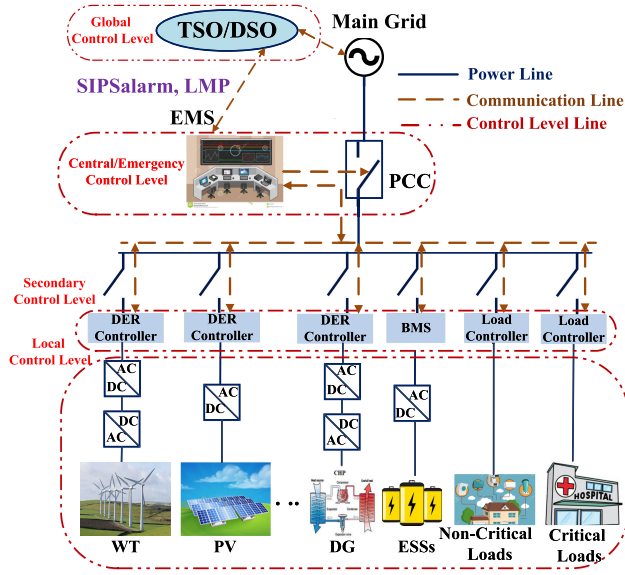 Global
Control Level
TSO/DSO
Main Grid
SIPSalarm, LMP
Power Line
Communication Line
Control Level Line
EMS
Central/Emergency
Control Level
PCC
Secondary
Control Level
DER
Controller
DER
Controller
DER
Controller
BMS
Load
Controller
Load
Controller
Local
Control Level
AC
DC
AC
DC
AC
DC
AC
DC
DC
AC
DC
AC
CHP
HOSPITAL
WT
PV
DG
ESSs
Non-Critical
Loads
Critical
Loads